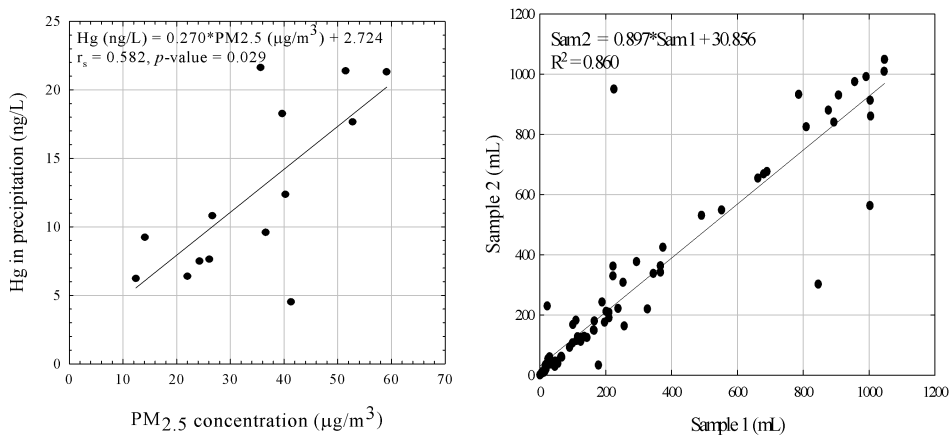 Hg (ng/L) = 0.270*PM2.5 (μg/m³) + 2.724
rₛ = 0.582, p-value = 0.029
25
20
15
10
5
0
Hg in precipitation (ng/L)
0 10 20 30 40 50 60 70
PM2.5 concentration (μg/m³)
Sam2 = 0.897*Sam1 + 30.856
R² = 0.860
1200
1000
800
600
400
200
0
Sample 2 (mL)
0 200 400 600 800 1000 1200
Sample 1 (mL)